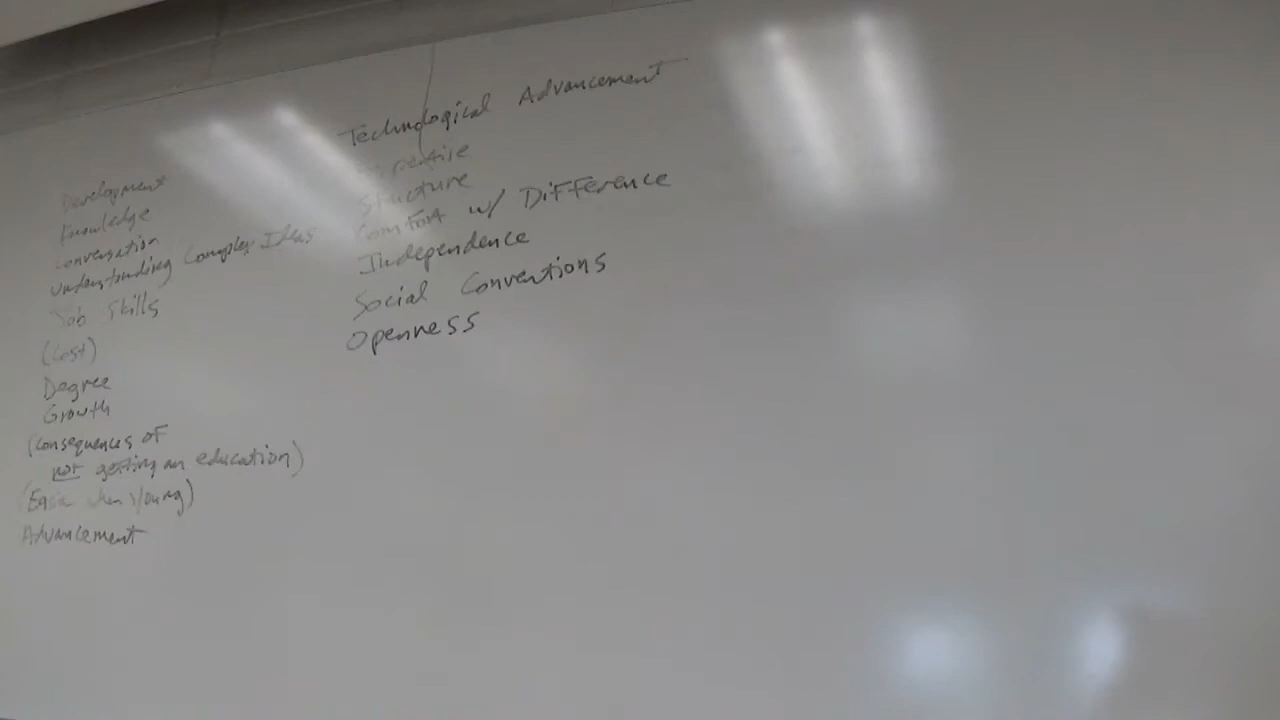 Development
Knowledge
Conversation
Understanding Complex Ideas
Job Skills
(Cost)
Degree
Growth
(Consequences of
not getting an education)
(Easier when young)
Advancement
Technological Advancement
Expertise
Structure
Comfort w/ Difference
Independence
Social Conventions
Openness